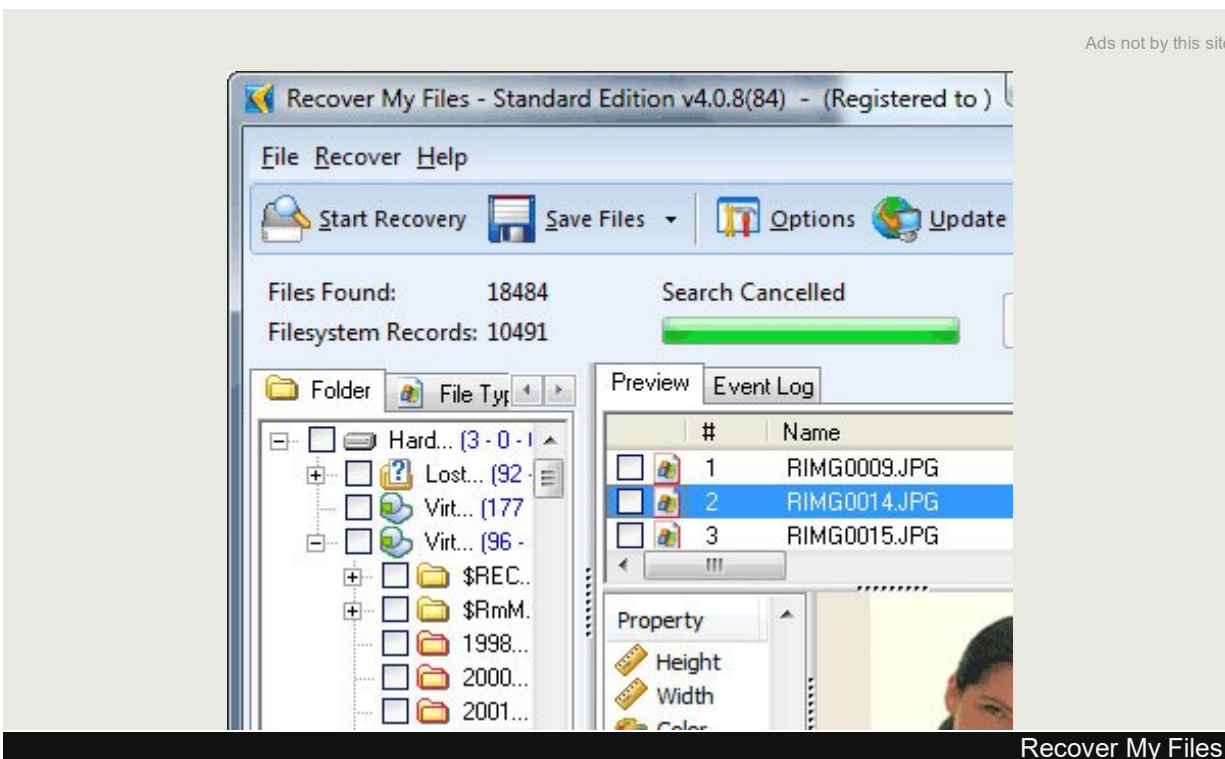 Ads not by this site
Recover My Files - Standard Edition v4.0.8(84) - (Registered to )
File Recover Help
Start Recovery Save Files Options Update
Files Found: 18484 Search Cancelled
Filesystem Records: 10491
Folder File Typ Preview Event Log
# Name
Hard... (3 - 0 -
1 RIMG0009.JPG
Lost... (92 -
2 RIMG0014.JPG
Virt... (177
3 RIMG0015.JPG
Virt... (96 -
$REC..
$RmM.
Property
1998...
Height
2000...
Width
2001...
Color
Recover My Files